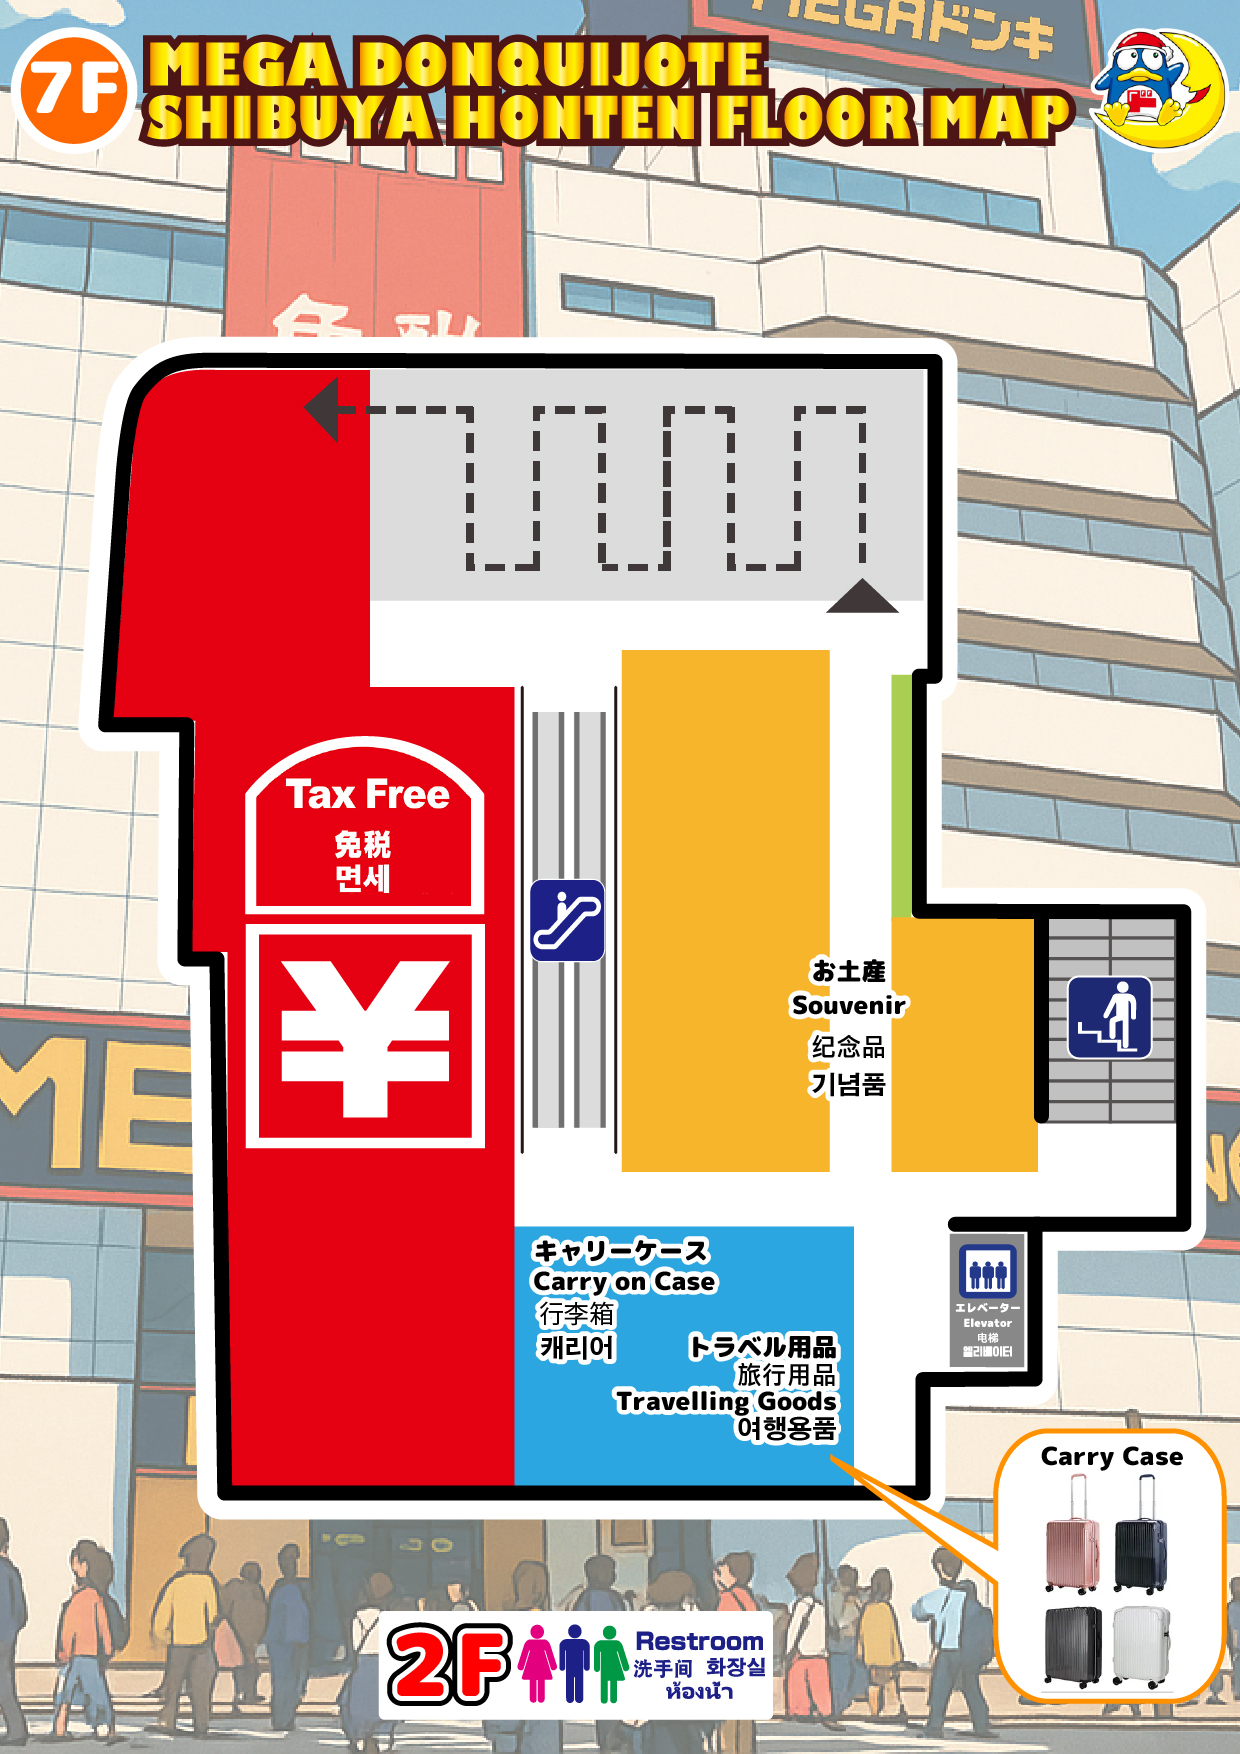 MEGAドンキ
7F
MEGA DONQUIJOTE
SHIBUYA HONTEN FLOOR MAP
免税
Tax Free
免税
면세
¥
お土産
Souvenir
纪念品
기념품
キャリーケース
Carry on Case
行李箱
캐리어
トラベル用品
旅行用品
Travelling Goods
여행용품
エレベーター
Elevator
电梯
엘리베이터
ME
Carry Case
2F
Restroom
洗手间 화장실
ห้องน้ำ